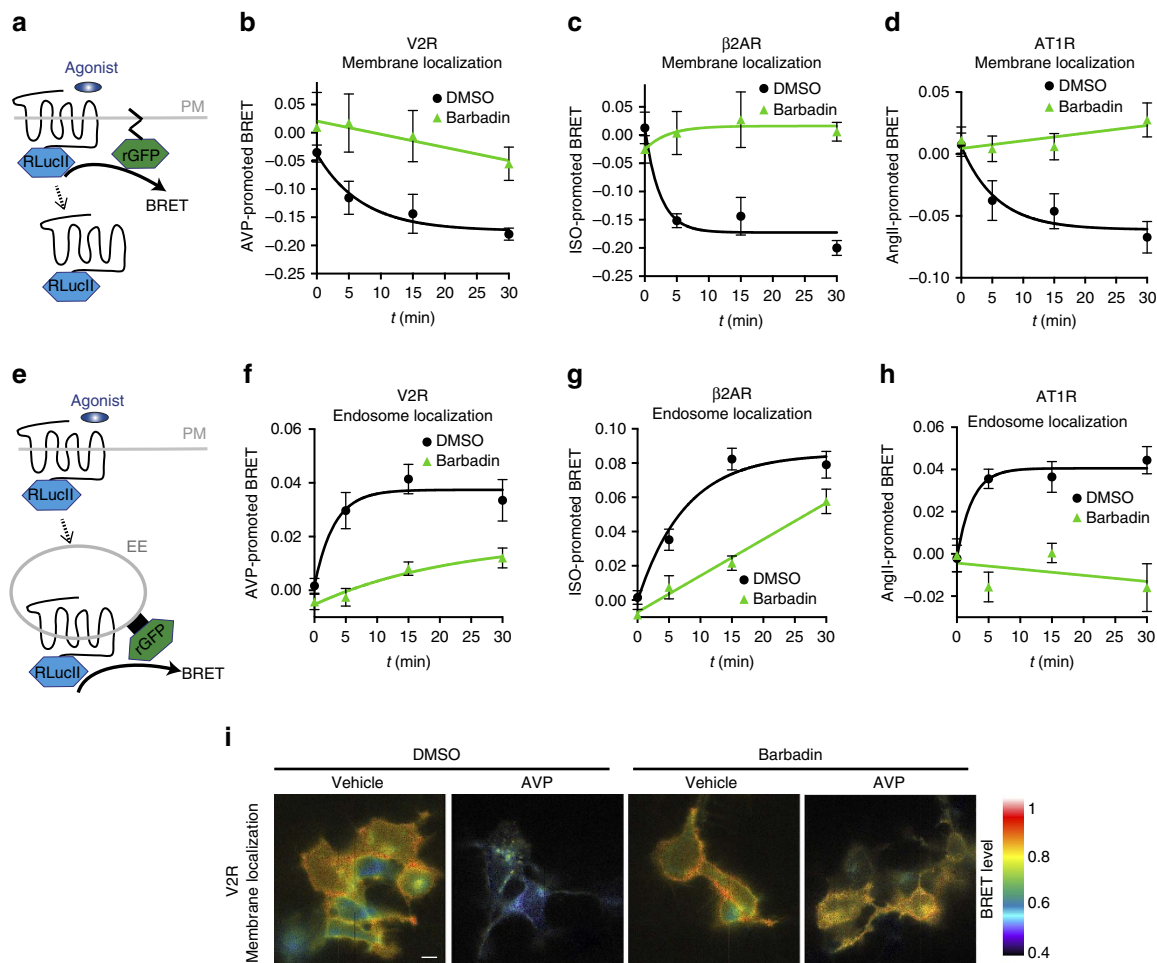 a
Agonist
PM
RLucII
rGFP
BRET
RLucII
b
V2R
Membrane localization
AVP-promoted BRET
0.05
0.00
–0.05
–0.10
–0.15
–0.20
–0.25
DMSO
Barbadin
0 5 10 15 20 25 30
t (min)
c
β2AR
Membrane localization
ISO-promoted BRET
0.05
0.00
–0.05
–0.10
–0.15
–0.20
–0.25
DMSO
Barbadin
0 5 10 15 20 25 30
t (min)
d
AT1R
Membrane localization
AngII-promoted BRET
0.05
0.00
–0.05
–0.10
DMSO
Barbadin
0 5 10 15 20 25 30
t (min)
e
Agonist
PM
RLucII
EE
rGFP
RLucII
BRET
f
V2R
Endosome localization
AVP-promoted BRET
0.06
0.04
0.02
0.00
DMSO
Barbadin
0 5 10 15 20 25 30
t (min)
g
β2AR
Endosome localization
ISO-promoted BRET
0.10
0.08
0.06
0.04
0.02
0.00
DMSO
Barbadin
0 5 10 15 20 25 30
t (min)
h
AT1R
Endosome localization
AngII-promoted BRET
0.06
0.04
0.02
0.00
–0.02
DMSO
Barbadin
0 5 10 15 20 25 30
t (min)
i
DMSO
Barbadin
Vehicle
AVP
Vehicle
AVP
V2R
Membrane localization
1
0.8
0.6
0.4
BRET level